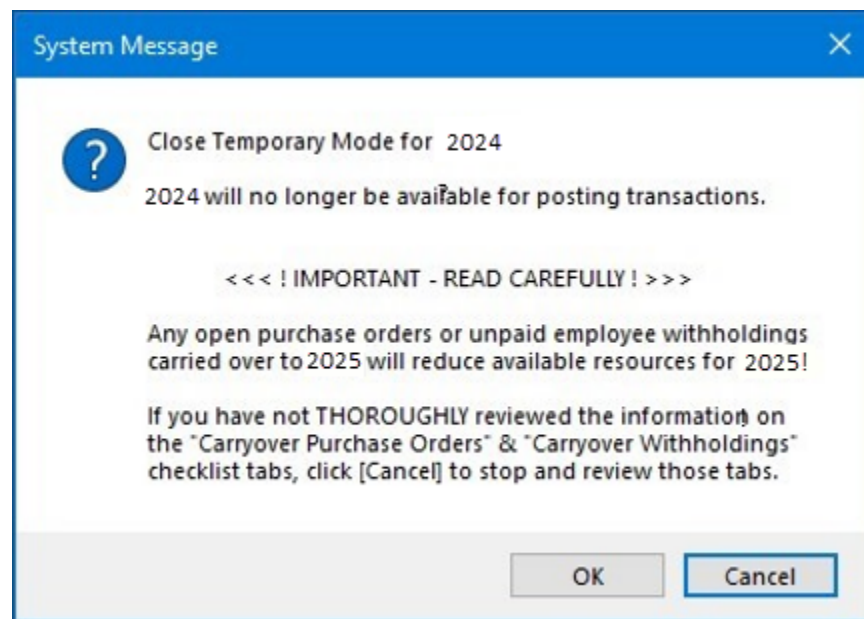 System Message
Close Temporary Mode for 2024
2024 will no longer be available for posting transactions.
<<< ! IMPORTANT - READ CAREFULLY ! >>>
Any open purchase orders or unpaid employee withholdings
carried over to 2025 will reduce available resources for 2025!
If you have not THOROUGHLY reviewed the information on
the "Carryover Purchase Orders" & "Carryover Withholdings"
checklist tabs, click [Cancel] to stop and review those tabs.
OK
Cancel